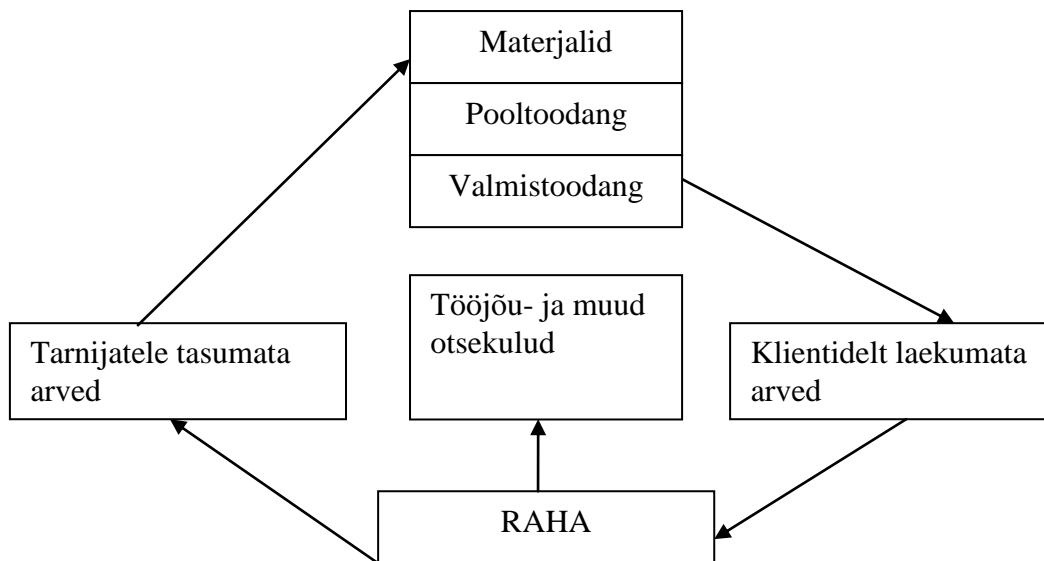 Materjalid
Pooltoodang
Valmistoodang
Tööjõu- ja muud
otsekulud
Tarnijatele tasumata
arved
Klientidelt laekumata
arved
RAHA